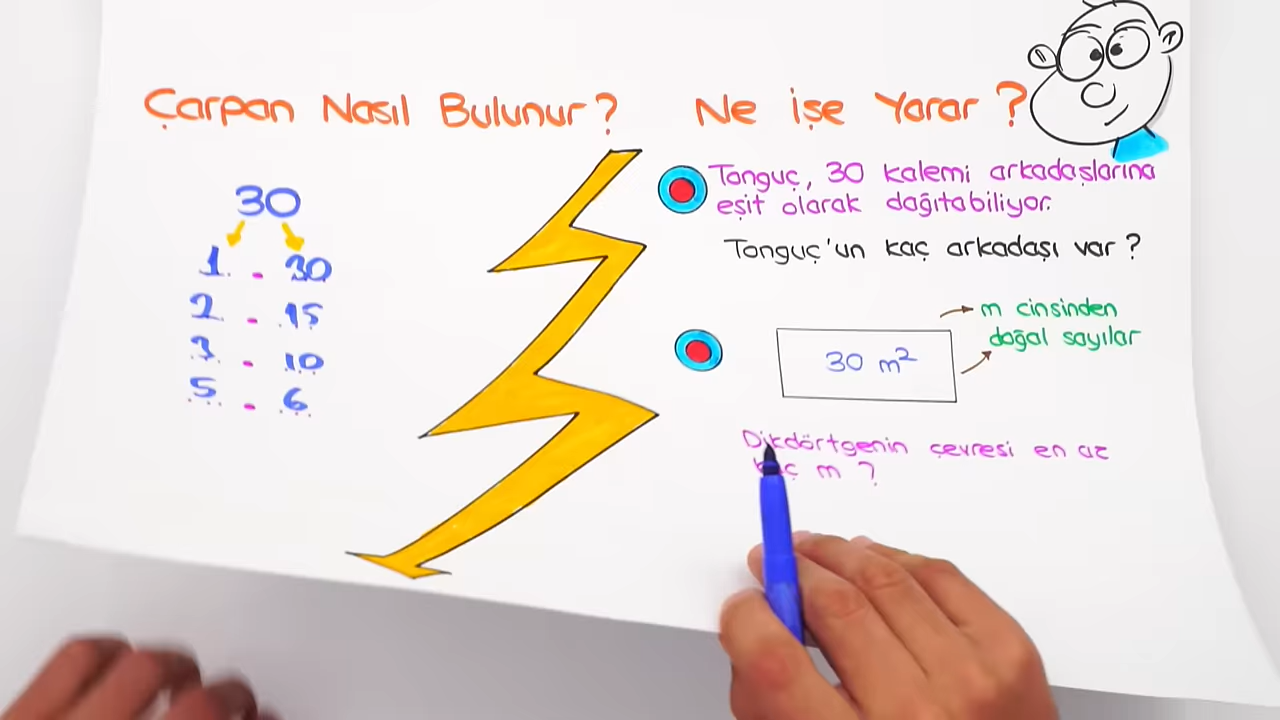 Çarpan Nasıl Bulunur?
30
1 . 30
2 . 15
3 . 10
5 . 6
Ne İşe Yarar?
Tonguç, 30 kalemi arkadaşlarına
eşit olarak dağıtabiliyor.
Tonguç'un kaç arkadaşı var?
30 m²
m cinsinden
doğal sayılar
Dikdörtgenin çevresi en az
kaç m?